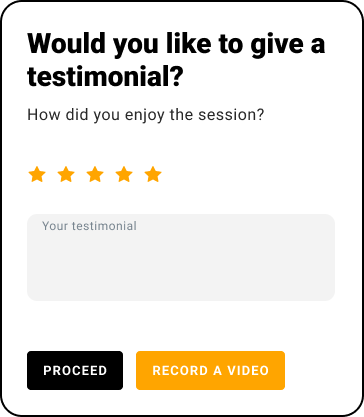 Would you like to give a
testimonial?
How did you enjoy the session?
Your testimonial
PROCEED
RECORD A VIDEO